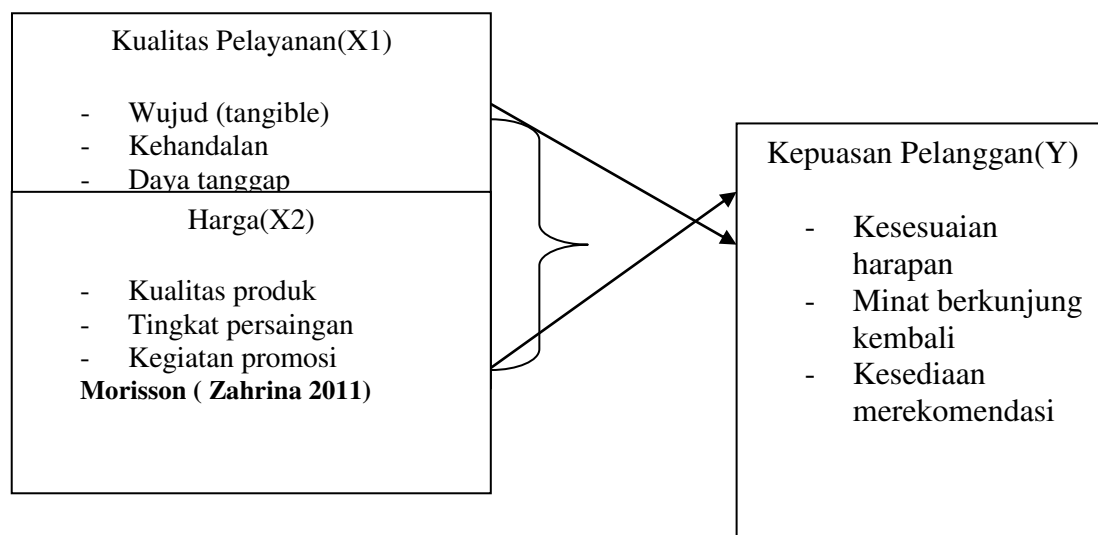 Kualitas Pelayanan(X1)
- Wujud (tangible)
- Kehandalan
- Daya tanggap
Harga(X2)
- Kualitas produk
- Tingkat persaingan
- Kegiatan promosi
Morisson ( Zahrina 2011)
Kepuasan Pelanggan(Y)
- Kesesuaian
harapan
- Minat berkunjung
kembali
- Kesediaan
merekomendasi